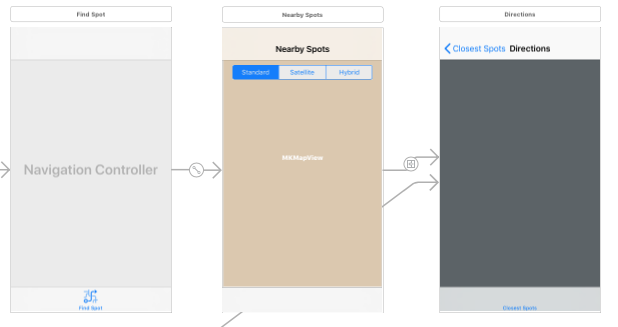 Find Spot
Nearby Spots
Directions
Nearby Spots
Closest Spots Directions
Standard Satellite Hybrid
MKMapView
Navigation Controller
Find Spot
Closest Spots